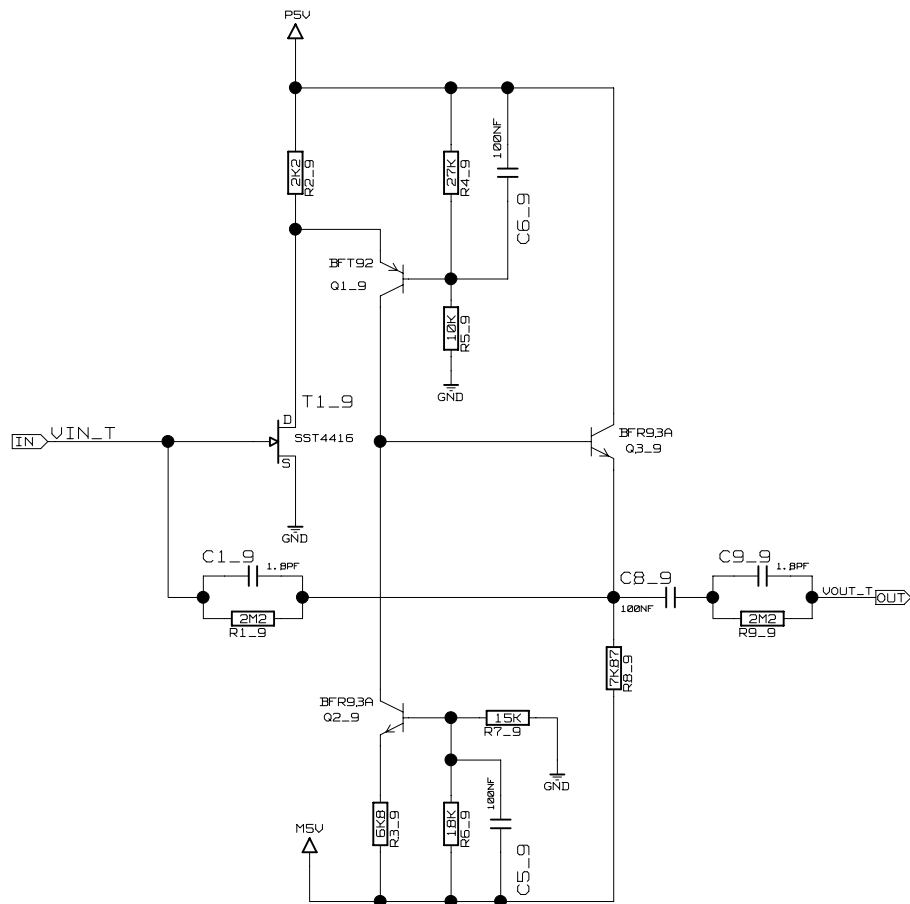 P5V
2K2
R2_9
27K
R4_9
100NF
C6_9
BFT92
Q1_9
10K
R5_9
GND
T1_9
D
SST4416
S
IN
VIN_T
BFR93A
Q3_9
GND
C1_9
1.8PF
2M2
R1_9
C8_9
100NF
C9_9
1.8PF
VOUT_T
OUT
2M2
R9_9
7K87
R8_9
BFR93A
Q2_9
15K
R7_9
GND
100NF
M5V
6K8
R3_9
18K
R6_9
C5_9